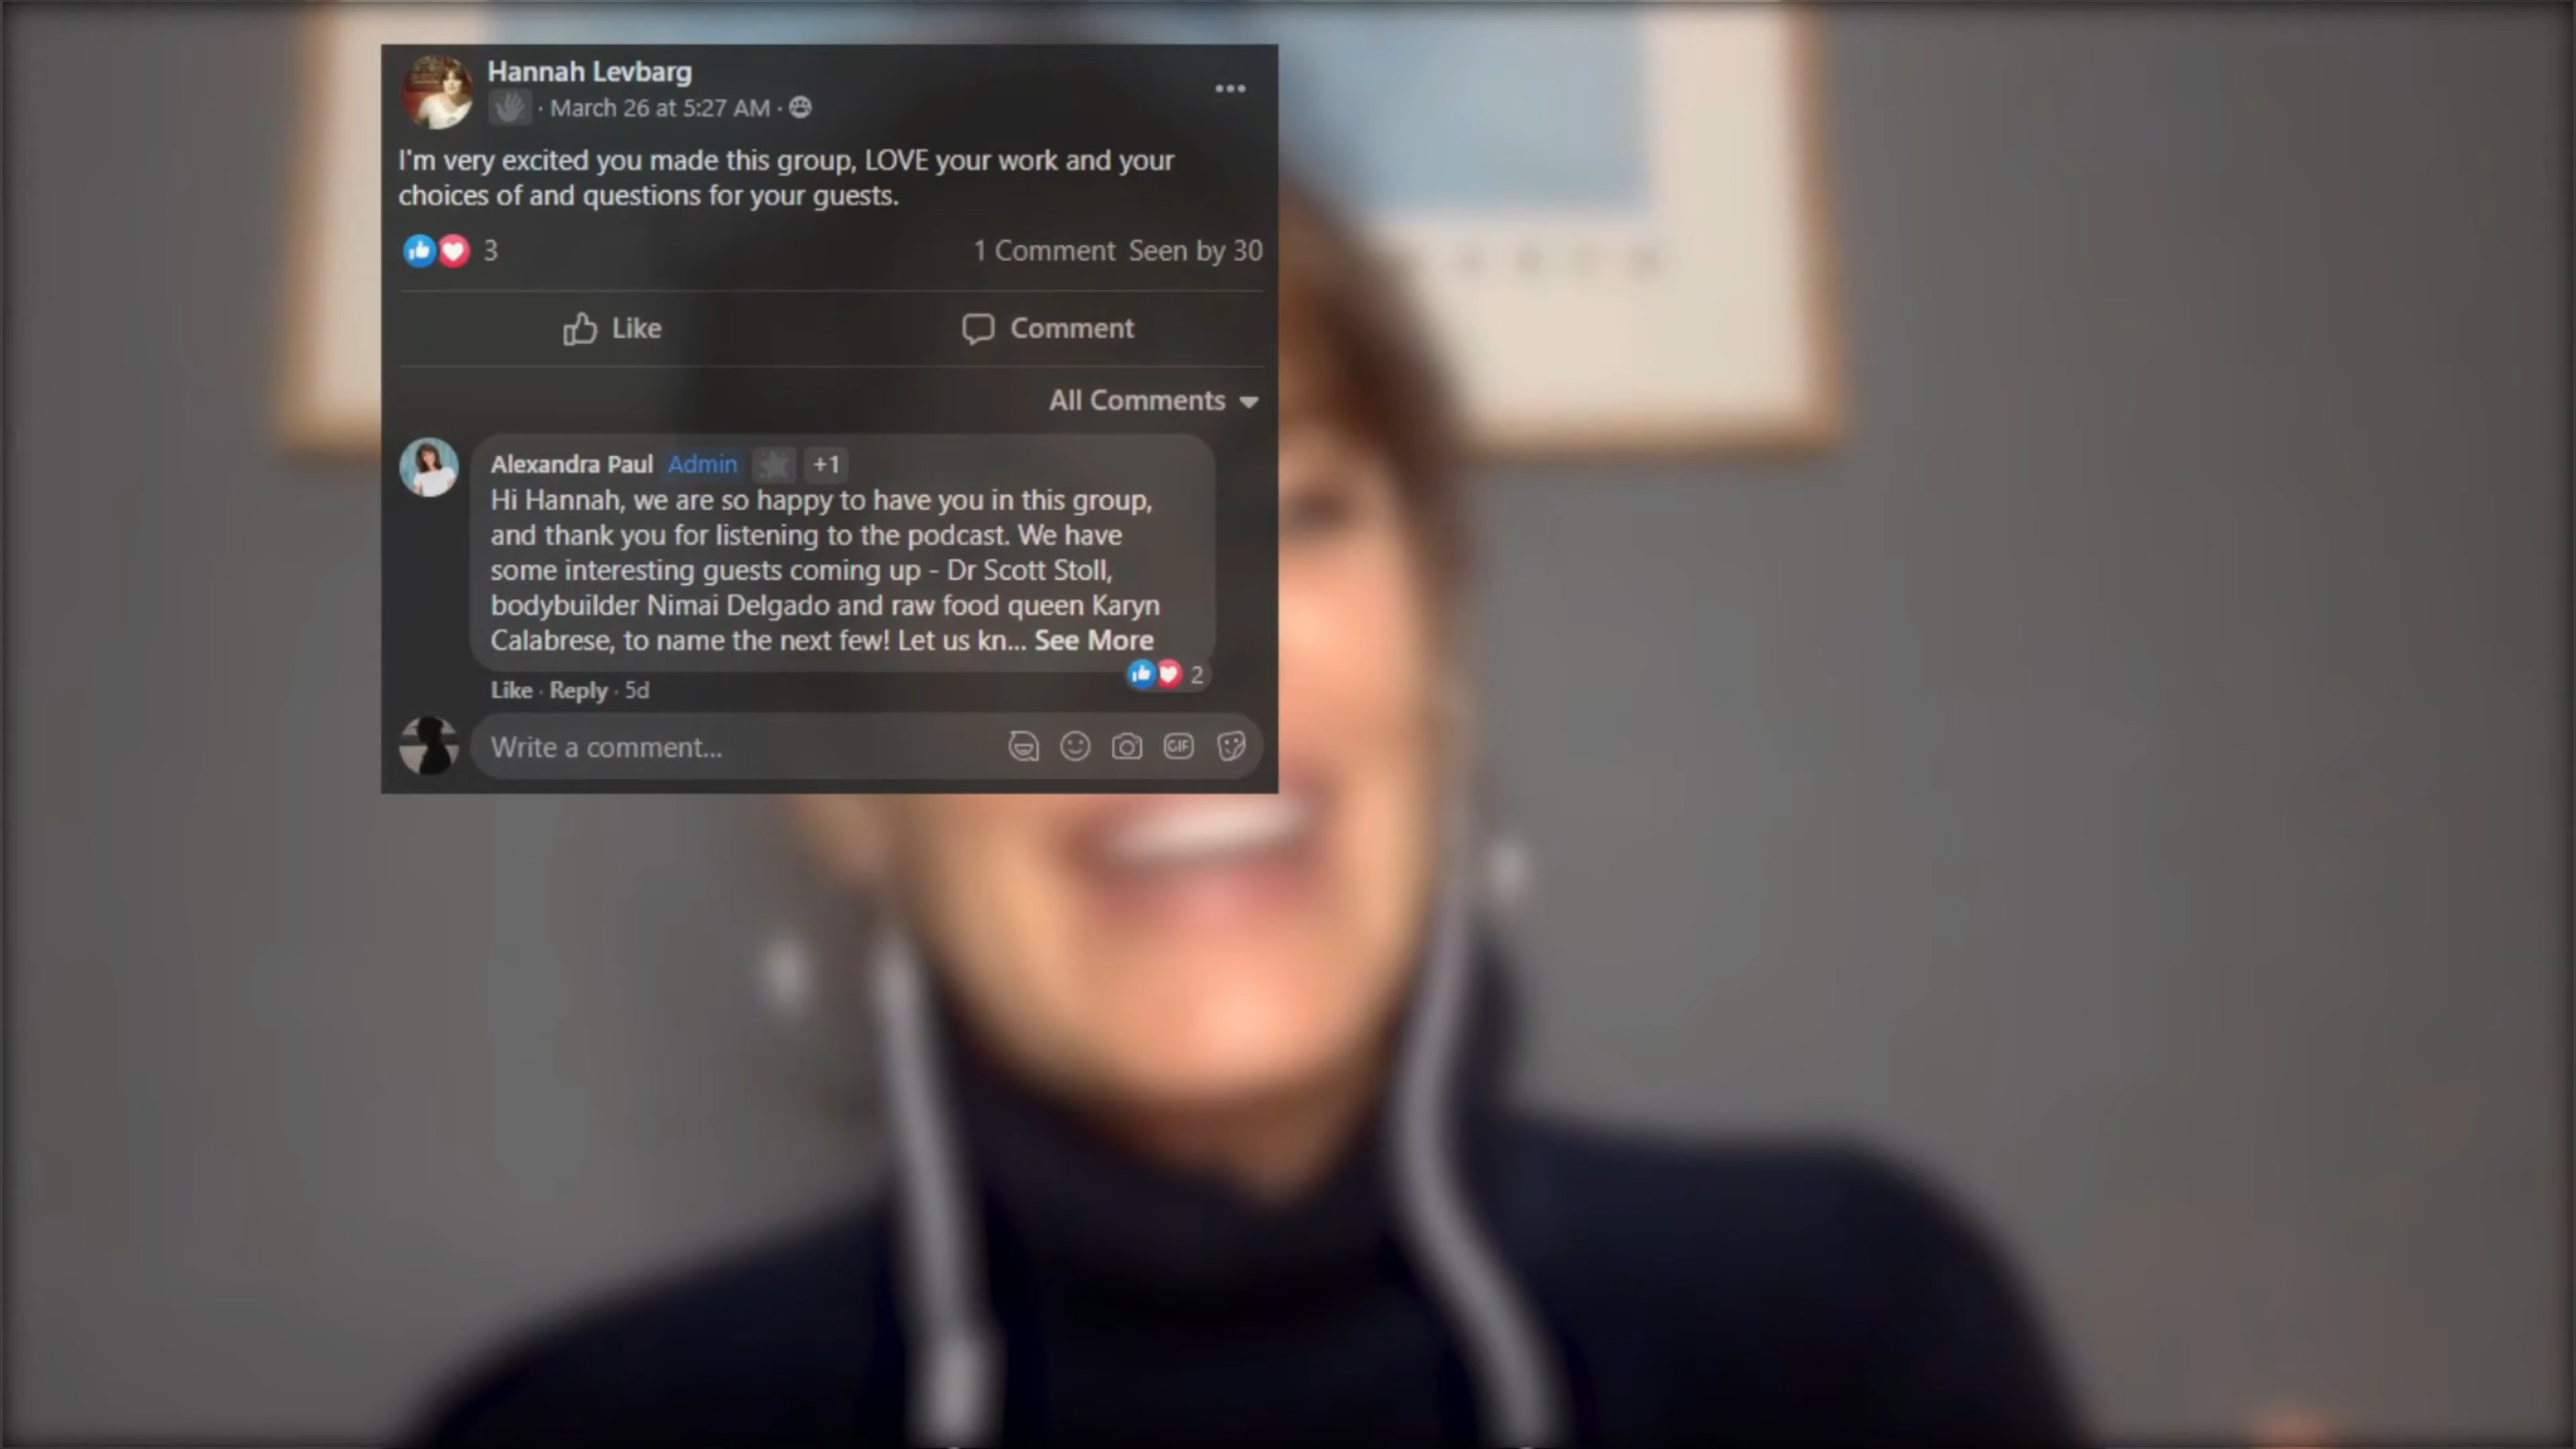 Hannah Levbarg
· March 26 at 5:27 AM ·
I'm very excited you made this group, LOVE your work and your
choices of and questions for your guests.
3 1 Comment Seen by 30
Like Comment
All Comments
Alexandra Paul Admin +1
Hi Hannah, we are so happy to have you in this group,
and thank you for listening to the podcast. We have
some interesting guests coming up - Dr Scott Stoll,
bodybuilder Nimai Delgado and raw food queen Karyn
Calabrese, to name the next few! Let us kn... See More
2
Like · Reply · 5d
Write a comment... GIF